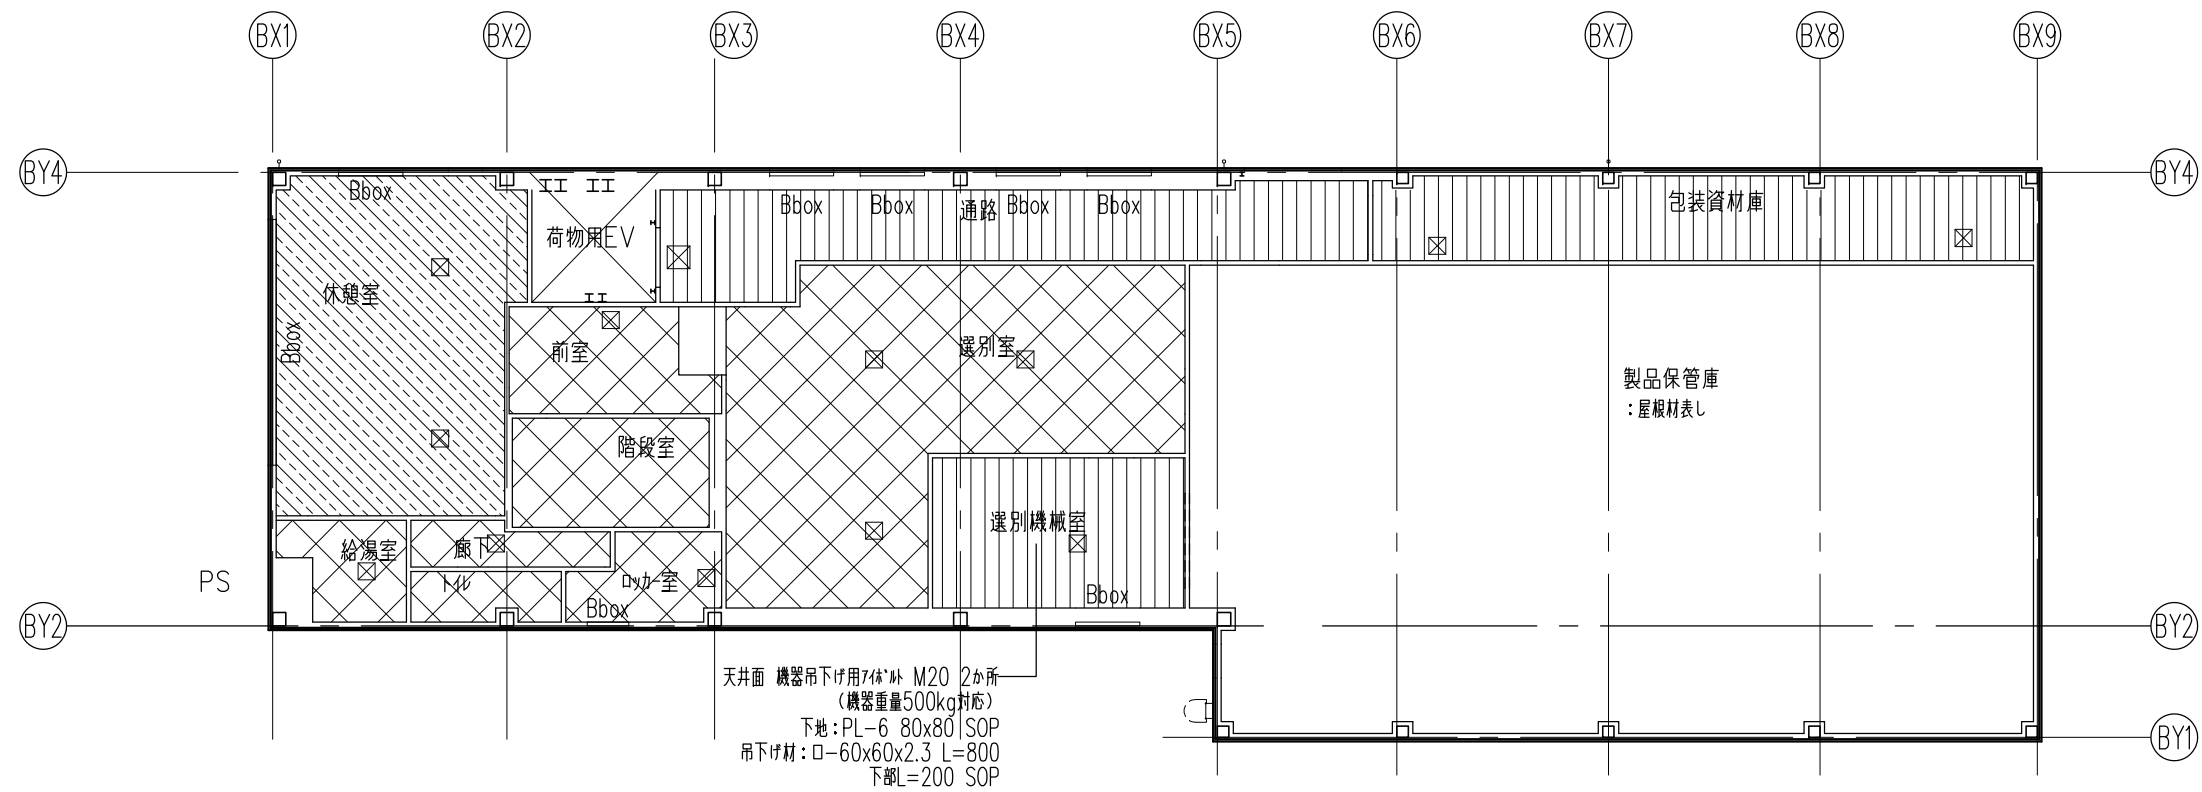 BX1 BX2 BX3 BX4 BX5 BX6 BX7 BX8 BX9
BY4 BY4
Bbox
Bbox Bbox 通路 Bbox Bbox
包装資材庫
荷物用EV
休憩室
Bbox
前室
選別室
製品保管庫
：屋根材表し
階段室
選別機械室
給湯室
廊下
PS
トイレ
ロッカー室
Bbox
Bbox
BY2 BY2
天井面 機器吊下げ用アイボルト M20 2か所
（機器重量500kg対応）
下地：PL-6 80x80 SOP
吊下げ材：ロ-60x60x2.3 L=800
下部L=200 SOP
BY1